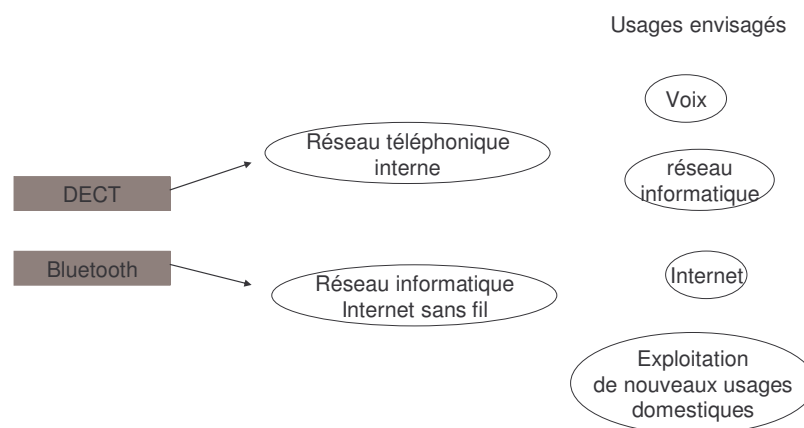 Usages envisagés
Voix
Réseau téléphonique
interne
réseau
informatique
DECT
Bluetooth
Internet
Réseau informatique
Internet sans fil
Exploitation
de nouveaux usages
domestiques